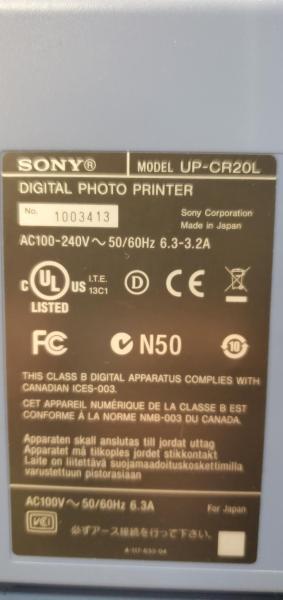 SONY® MODEL UP-CR20L
DIGITAL PHOTO PRINTER
No. 1003413
Sony Corporation
Made in Japan
AC100-240V～50/60Hz 6.3-3.2A
C UL US LISTED
I.T.E.
13C1
D
CE
FC
N50
10
THIS CLASS B DIGITAL APPARATUS COMPLIES WITH
CANADIAN ICES-003.
CET APPAREIL NUMÉRIQUE DE LA CLASSE B EST
CONFORME À LA NORME NMB-003 DU CANADA.
Apparaten skall anslutas till jordat uttag
Apparatet må tilkoples jordet stikkontakt
Laite on liitettävä suojamaadoituskoskettimilla
varustettuun pistorasiaan
AC100V～50/60Hz 6.3A
For Japan
必ずアース接続を行って下さい。